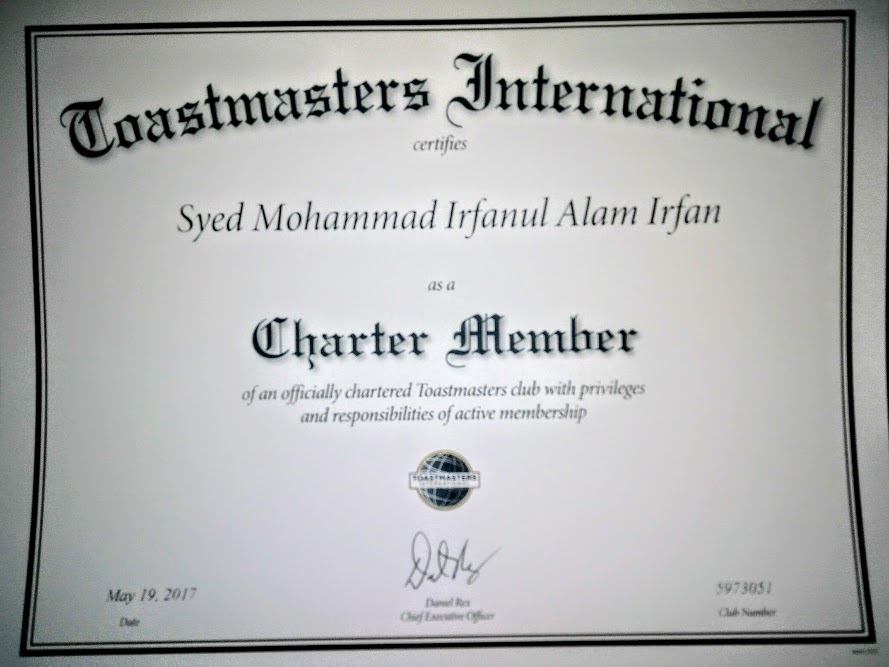 Toastmasters International
certifies
Syed Mohammad Irfanul Alam Irfan
as a
Charter Member
of an officially chartered Toastmasters club with privileges
and responsibilities of active membership
TOASTMASTERS
INTERNATIONAL
May 19, 2017
Date
Daniel Rex
Chief Executive Officer
5973051
Club Number